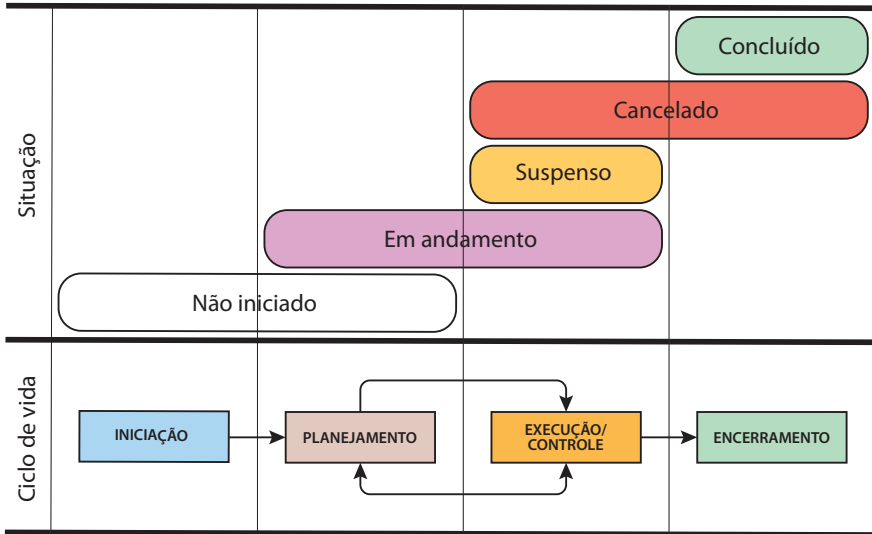 Situação
Concluído
Cancelado
Suspenso
Em andamento
Não iniciado
Ciclo de vida
INICIAÇÃO
PLANEJAMENTO
EXECUÇÃO/
CONTROLE
ENCERRAMENTO